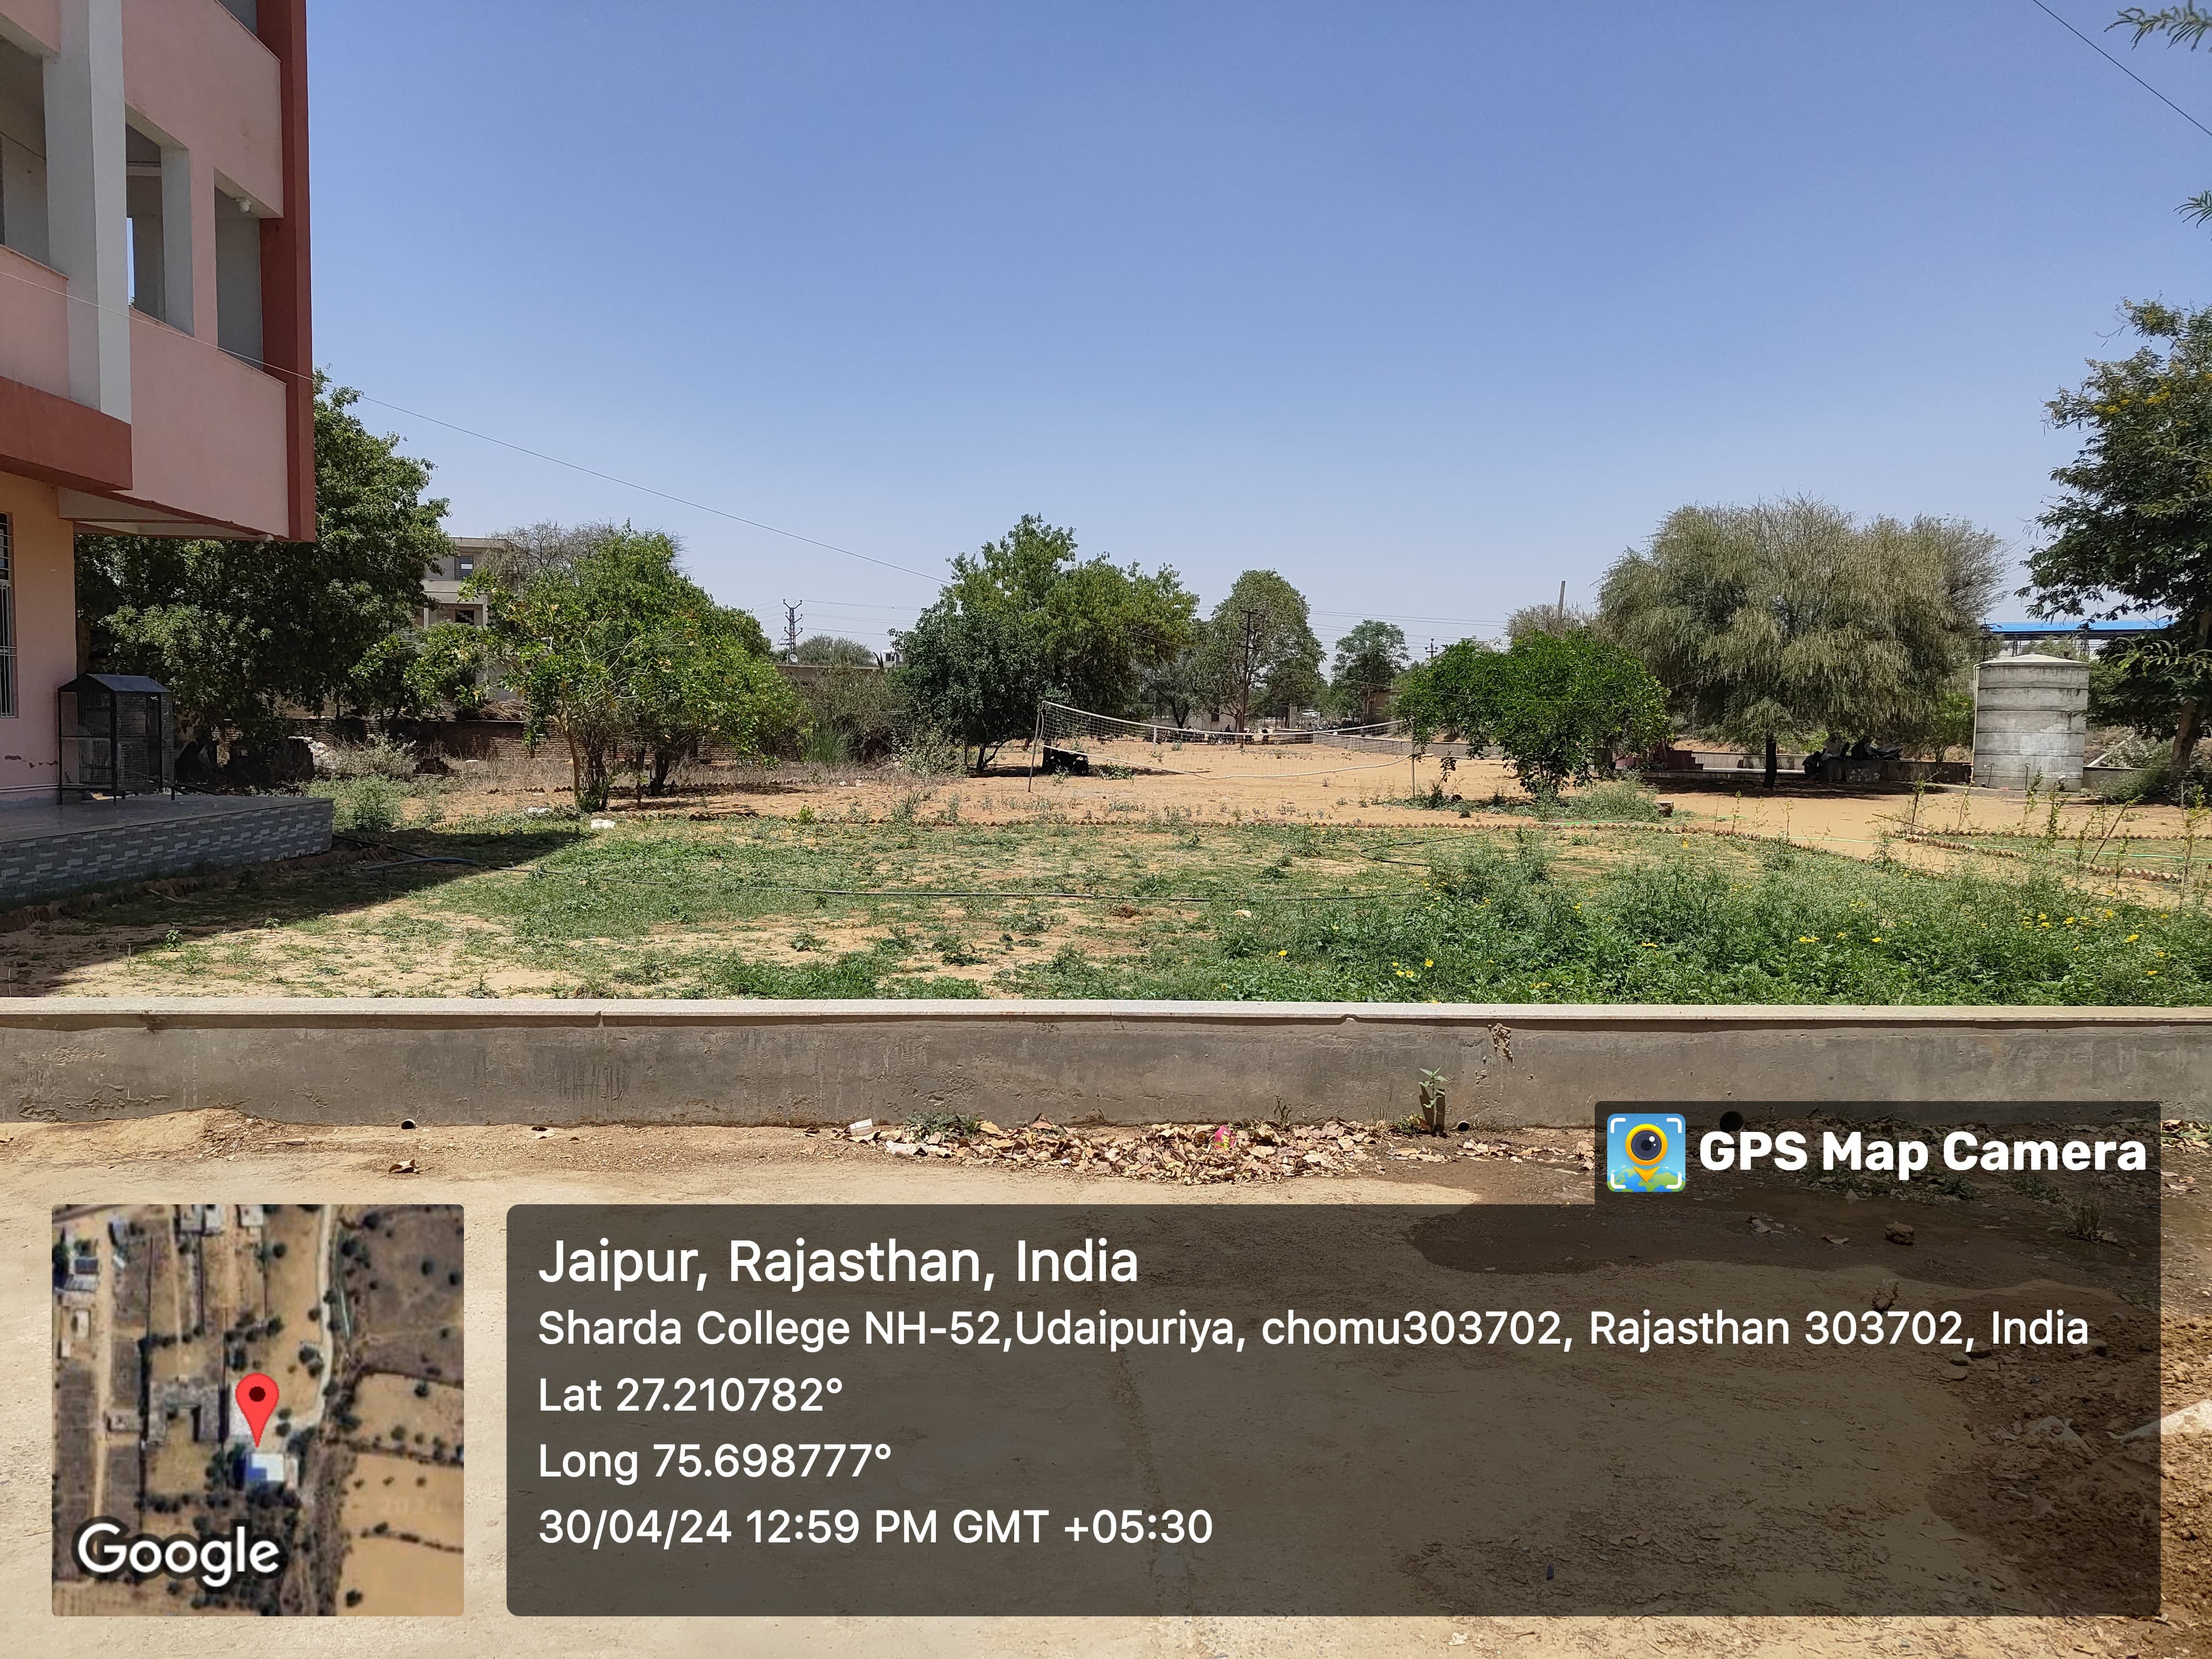 GPS Map Camera
Jaipur, Rajasthan, India
Sharda College NH-52,Udaipuriya, chomu303702, Rajasthan 303702, India
Lat 27.210782°
Long 75.698777°
30/04/24 12:59 PM GMT +05:30
Google